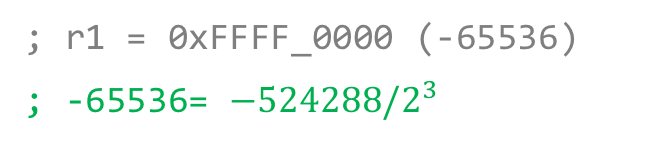 ; r1 = 0xFFFF_0000 (-65536)
; -65536= −524288/2³